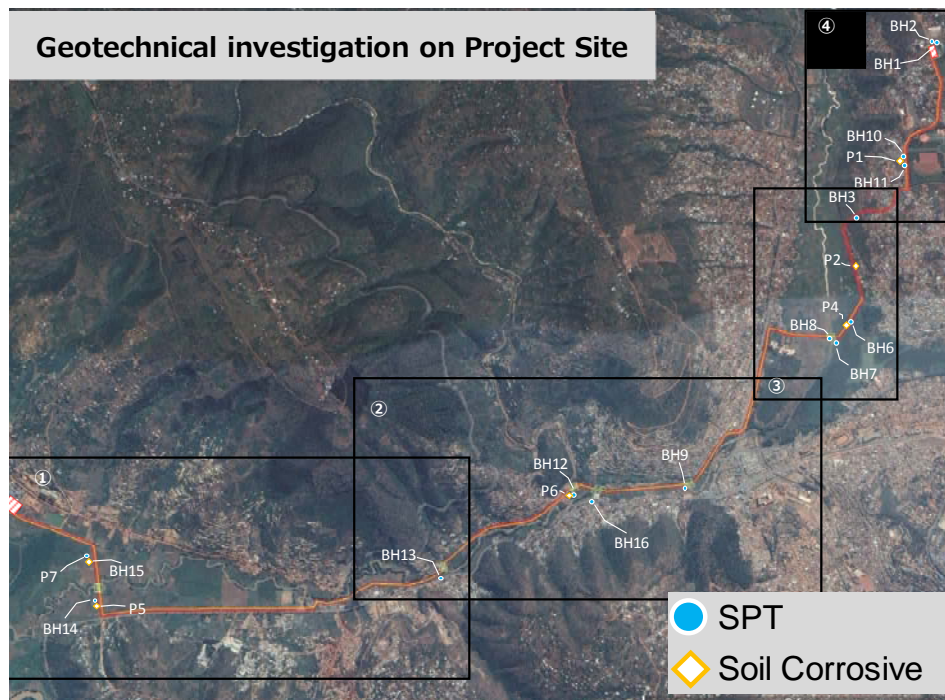 Geotechnical investigation on Project Site
④
BH2
BH1
BH10
P1
BH11
BH3
P2
P4
BH8
BH6
BH7
③
②
BH12
BH9
P6
BH16
①
BH13
P7
BH15
BH14
P5
SPT
Soil Corrosive